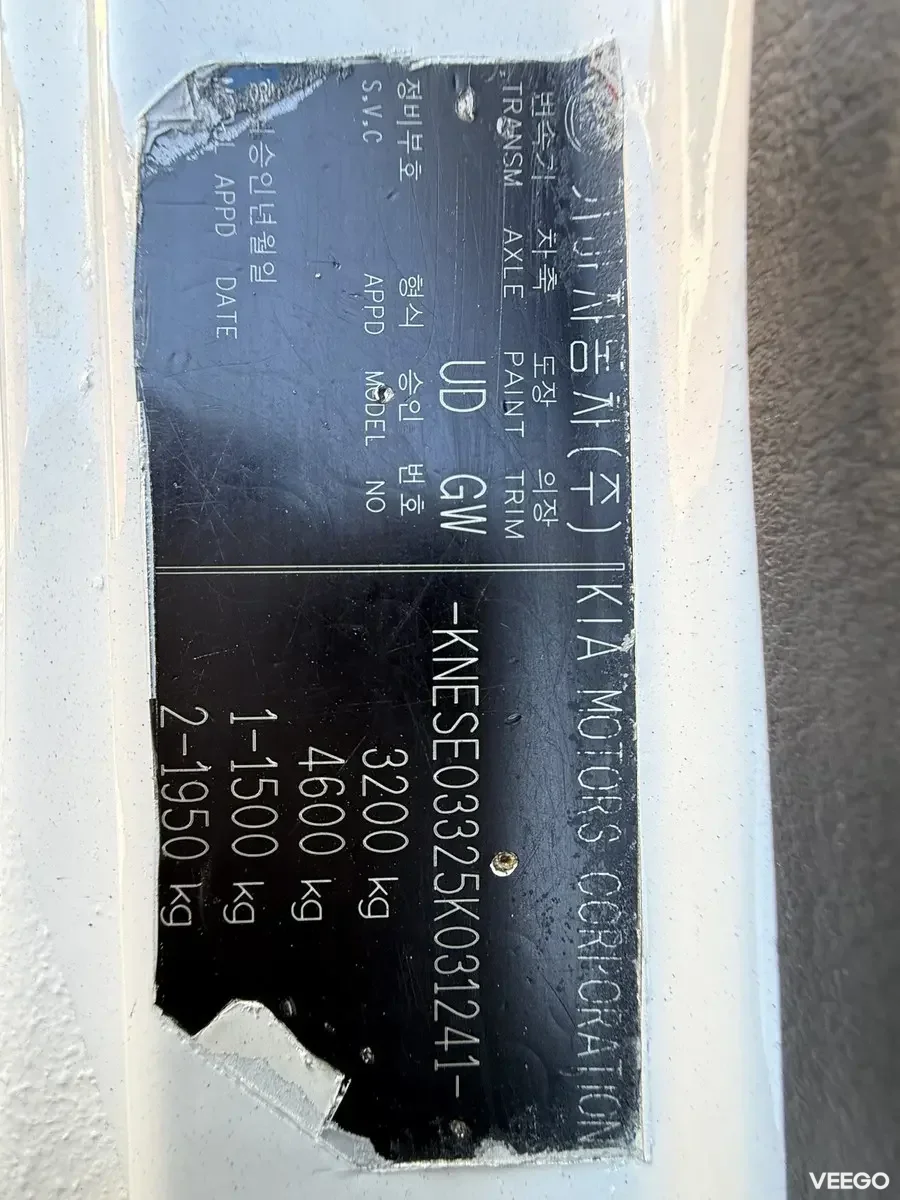 기아자동차(주) KIA MOTORS CORPORATION
변속기 차축 도장 의장
TRANSM AXLE PAINT TRIM
UD GW
-KNESE03325K031241-
정비부호 형식 승인 번호
S.V.C APPD MODEL NO
3200 kg
4600 kg
승인년월일
APPD DATE
1-1500 kg
2-1950 kg
VEEGO